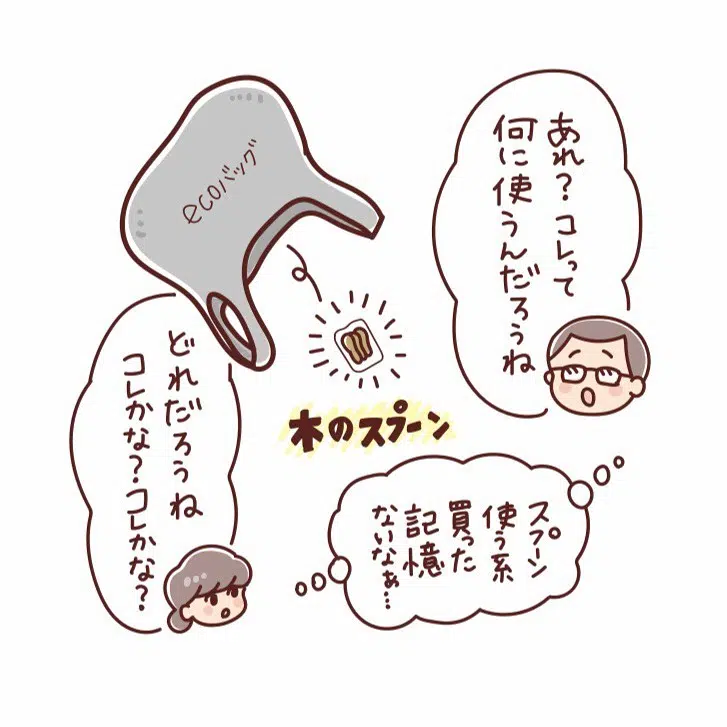 ecoバッグ
あれ?コレって
何に使うんだろうね
木のスプーン
どれだろうね
コレかな?コレかな?
スプーン
使う系
買った
記憶
ないなぁ…